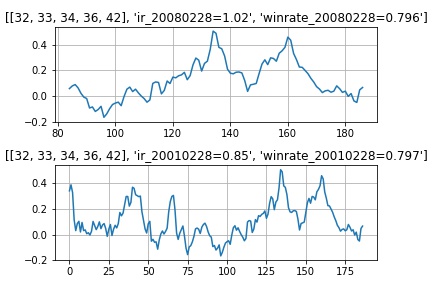 [[32, 33, 34, 36, 42], 'ir_20080228=1.02', 'winrate_20080228=0.796']
0.4
0.2
0.0
−0.2
80 100 120 140 160 180
[[32, 33, 34, 36, 42], 'ir_20010228=0.85', 'winrate_20010228=0.797']
0.4
0.2
0.0
−0.2
0 25 50 75 100 125 150 175